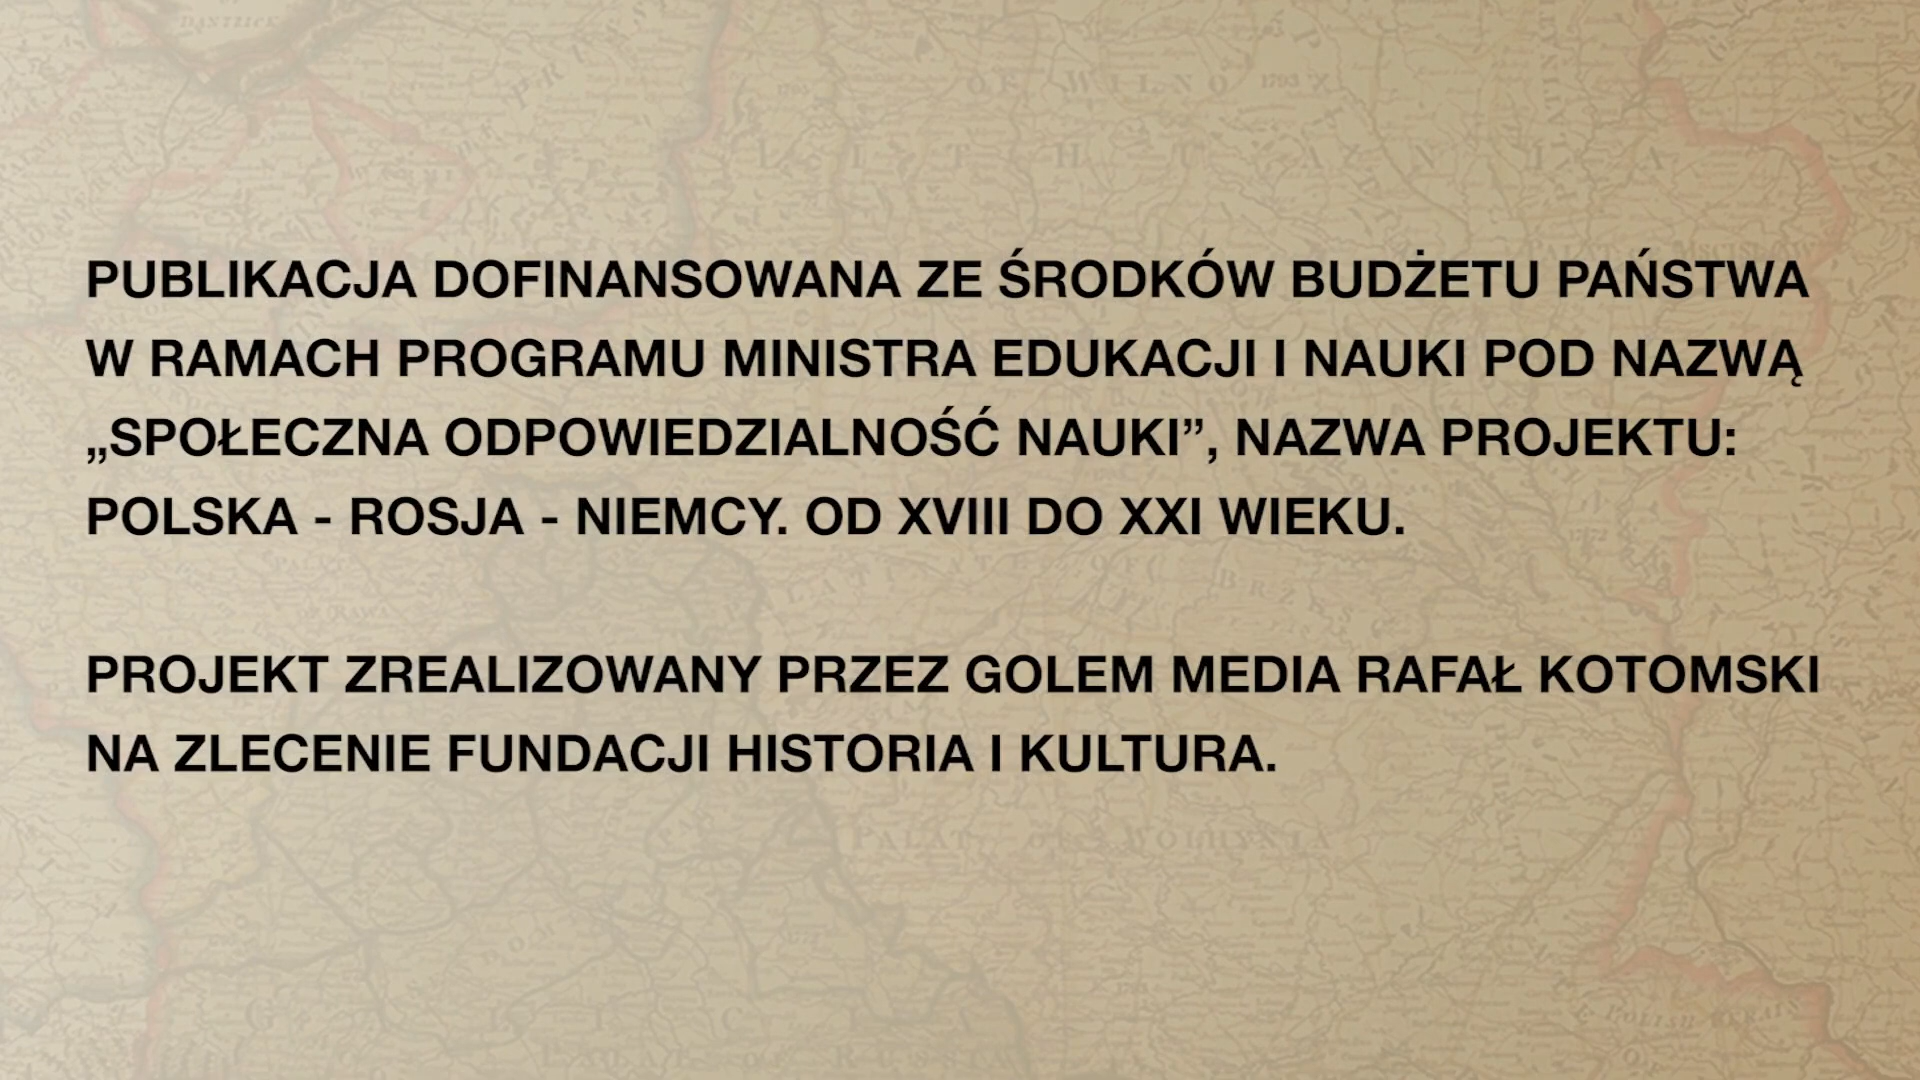 PUBLIKACJA DOFINANSOWANA ZE ŚRODKÓW BUDŻETU PAŃSTWA
W RAMACH PROGRAMU MINISTRA EDUKACJI I NAUKI POD NAZWĄ
„SPOŁECZNA ODPOWIEDZIALNOŚĆ NAUKI”, NAZWA PROJEKTU:
POLSKA - ROSJA - NIEMCY. OD XVIII DO XXI WIEKU.
PROJEKT ZREALIZOWANY PRZEZ GOLEM MEDIA RAFAŁ KOTOMSKI
NA ZLECENIE FUNDACJI HISTORIA I KULTURA.